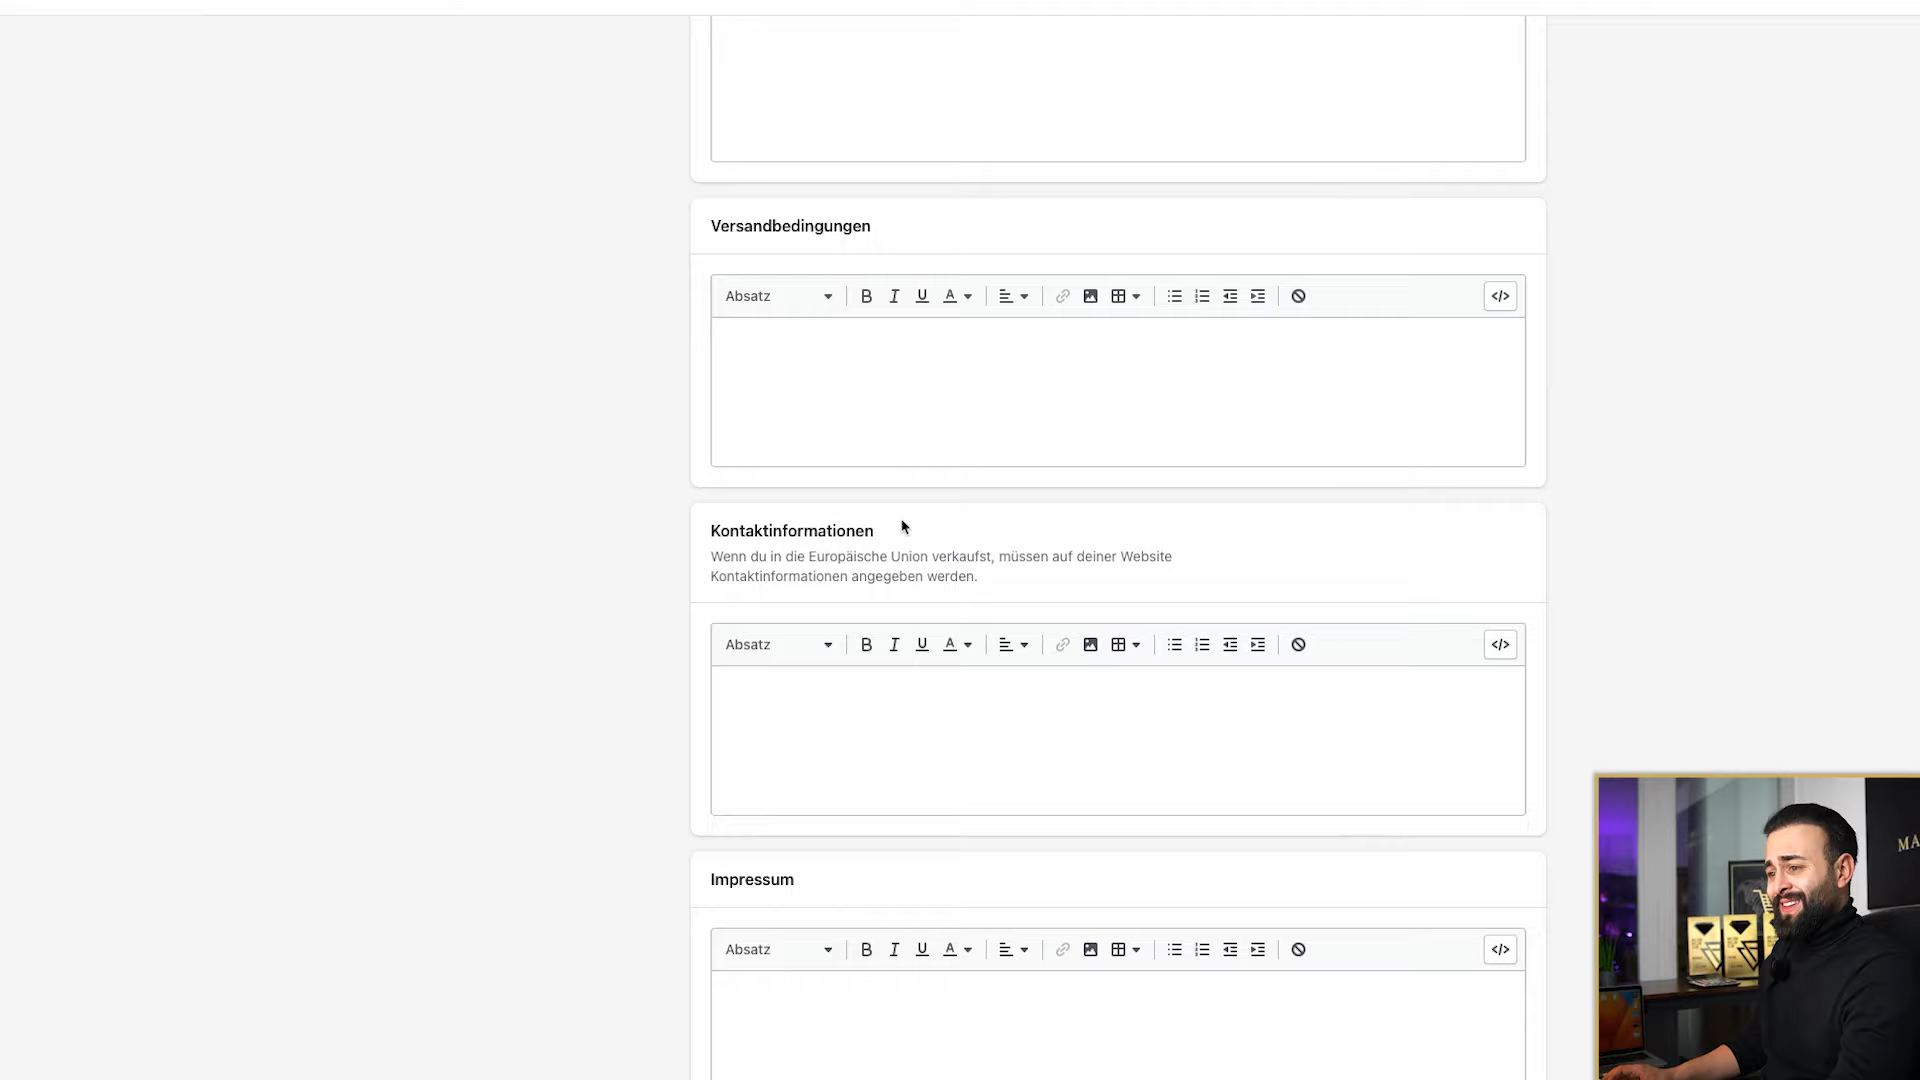 Versandbedingungen
Absatz B I U A </>
Kontaktinformationen
Wenn du in die Europäische Union verkaufst, müssen auf deiner Website
Kontaktinformationen angegeben werden.
Absatz B I U A </>
Impressum
Absatz B I U A </>
MA